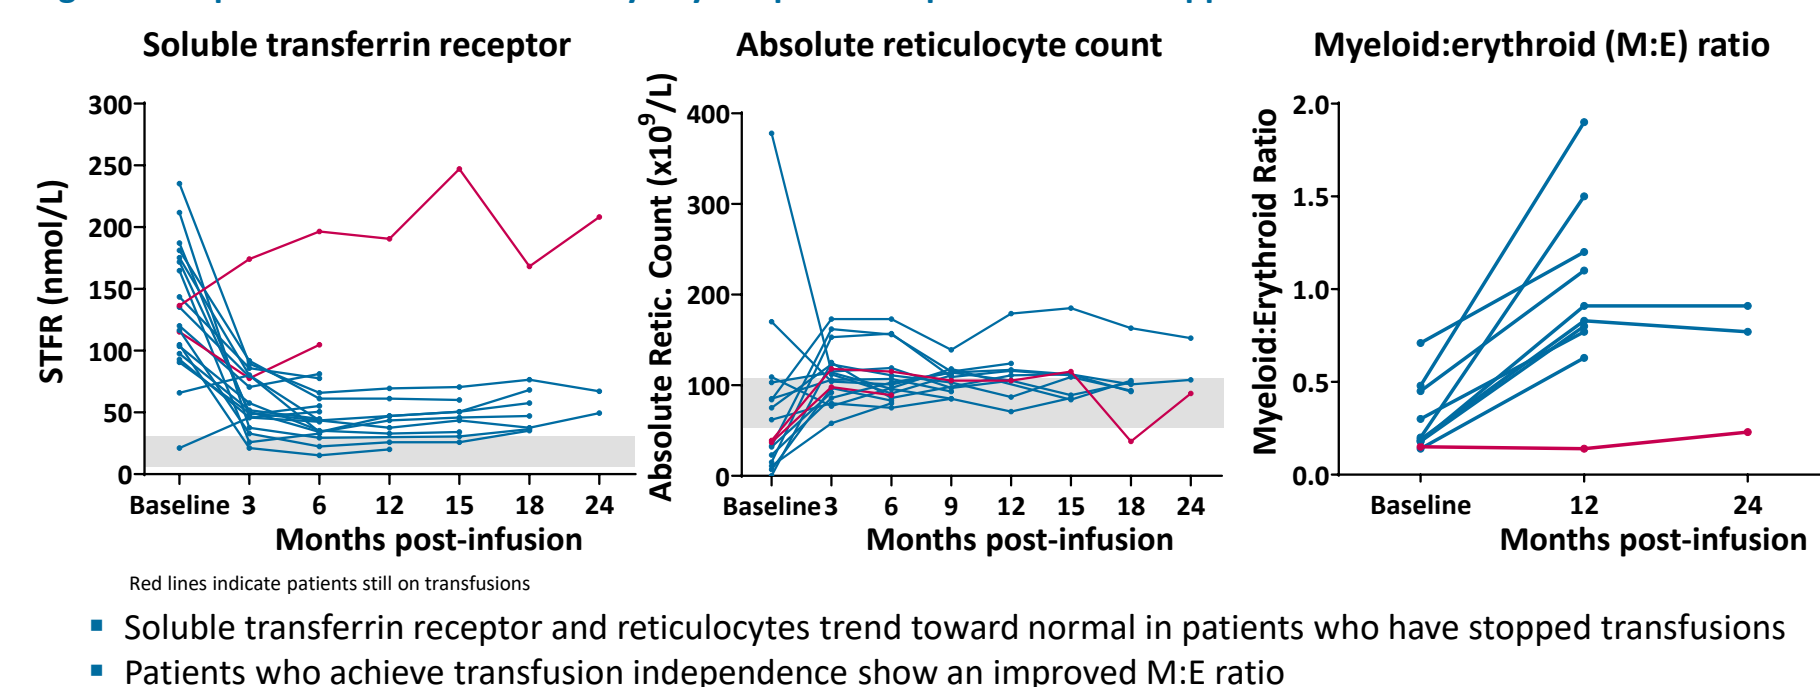 Soluble transferrin receptor
Absolute reticulocyte count
Myeloid:erythroid (M:E) ratio
STFR (nmol/L)
300
250
200
150
100
50
0
Baseline 3 6 12 15 18 24
Months post-infusion
Absolute Retic. Count (x10⁹/L)
400
300
200
100
0
Baseline 3 6 9 12 15 18 24
Months post-infusion
Myeloid:Erythroid Ratio
2.0
1.5
1.0
0.5
0.0
Baseline 12 24
Months post-infusion
Red lines indicate patients still on transfusions
▪ Soluble transferrin receptor and reticulocytes trend toward normal in patients who have stopped transfusions
▪ Patients who achieve transfusion independence show an improved M:E ratio